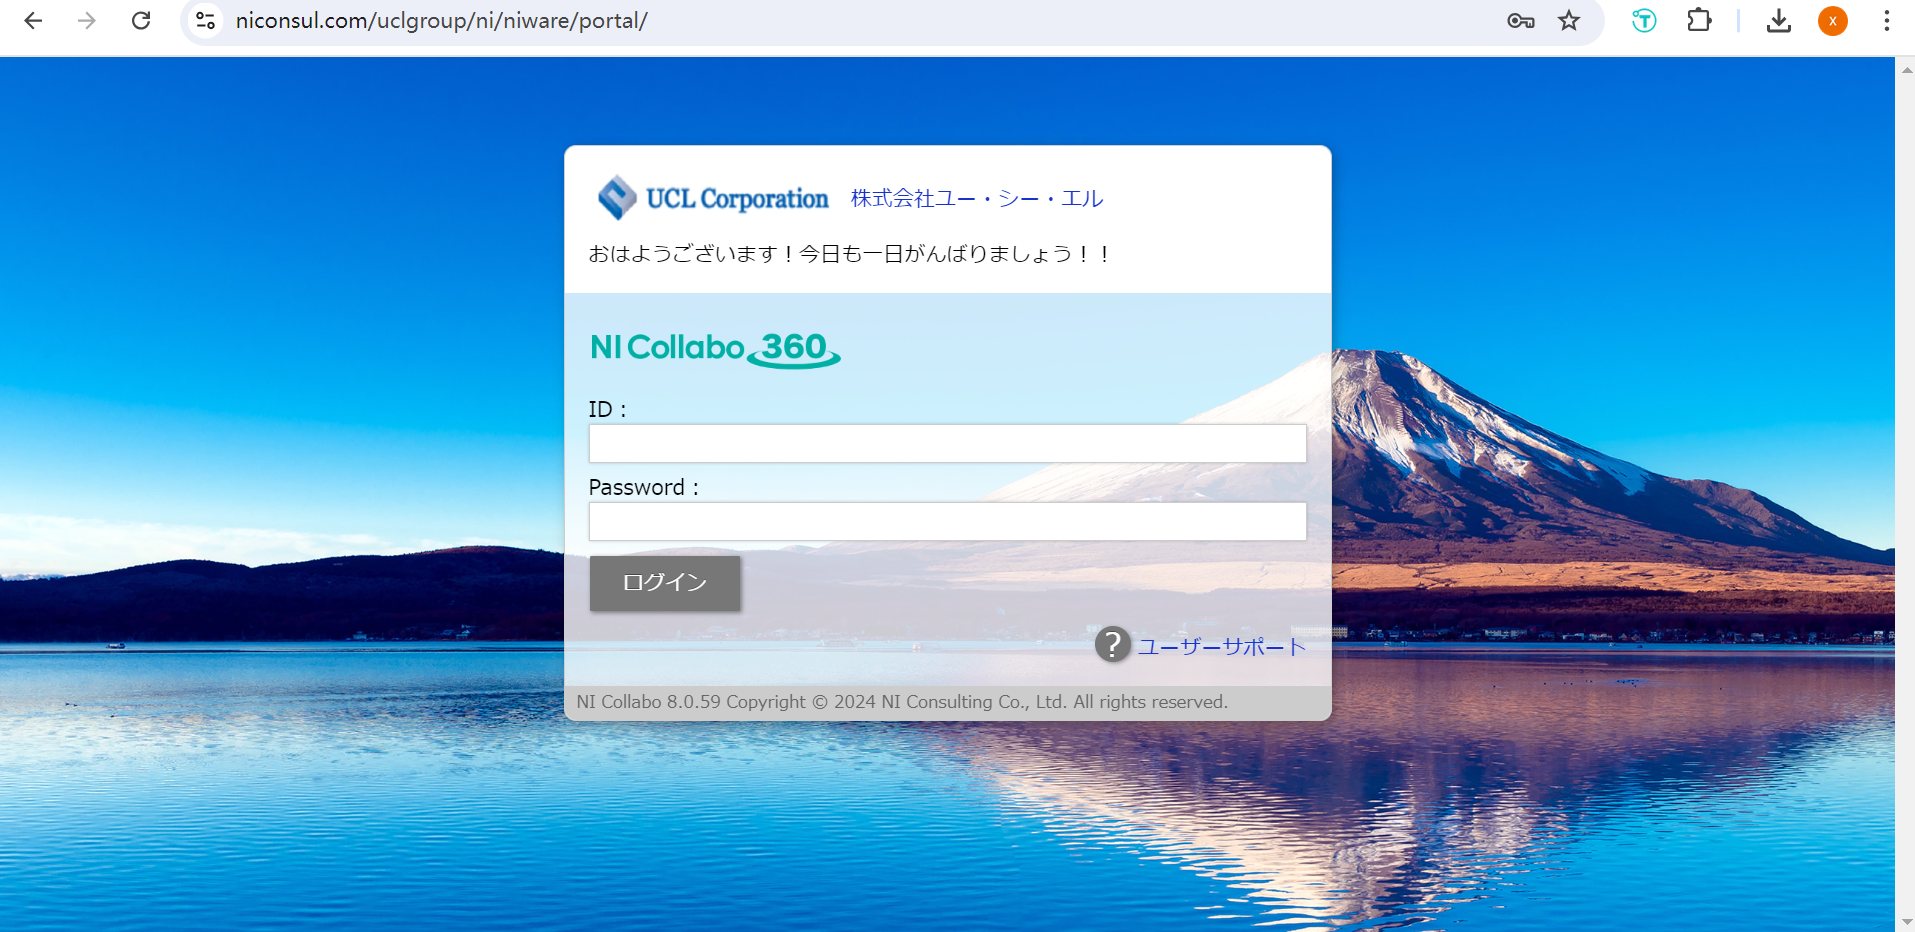 niconsul.com/uclgroup/ni/niware/portal/
T
X
UCL Corporation 株式会社ユー・シー・エル
おはようございます！今日も一日がんばりましょう！！
NI Collabo 360
ID :
Password :
ログイン
? ユーザーサポート
NI Collabo 8.0.59 Copyright © 2024 NI Consulting Co., Ltd. All rights reserved.